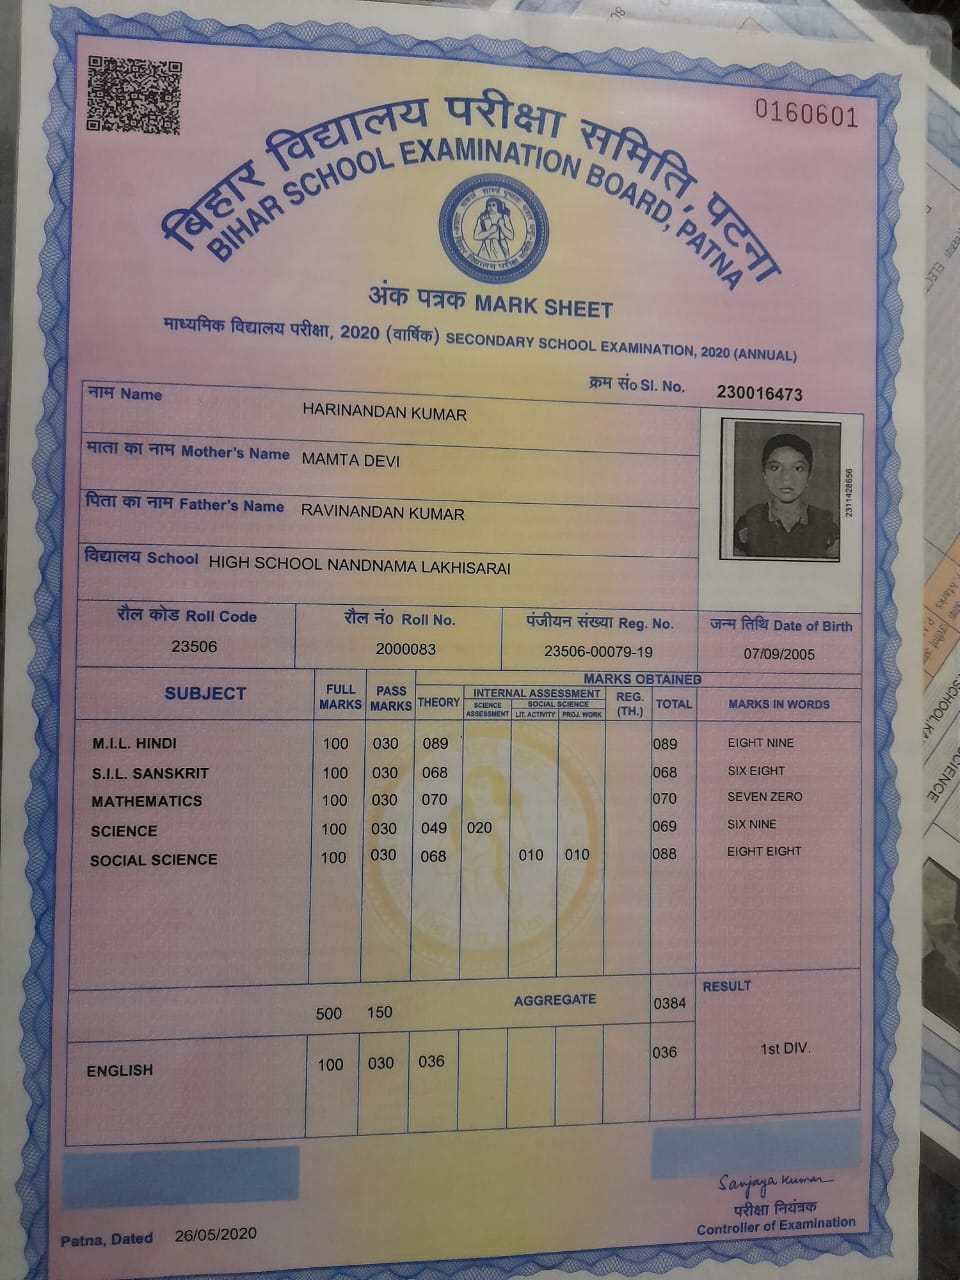 0160601
बिहार विद्यालय परीक्षा समिति, पटना
BIHAR SCHOOL EXAMINATION BOARD, PATNA
अंक पत्रक MARK SHEET
माध्यमिक विद्यालय परीक्षा, 2020 (वार्षिक) SECONDARY SCHOOL EXAMINATION, 2020 (ANNUAL)
क्रम सं० Sl. No. 230016473
नाम Name HARINANDAN KUMAR
माता का नाम Mother's Name MAMTA DEVI
पिता का नाम Father's Name RAVINANDAN KUMAR
विद्यालय School HIGH SCHOOL NANDNAMA LAKHISARAI
2311428656
रौल कोड Roll Code रौल नं० Roll No. पंजीयन संख्या Reg. No. जन्म तिथि Date of Birth
23506 2000083 23506-00079-19 07/09/2005
MARKS OBTAINED
SUBJECT FULL MARKS PASS MARKS THEORY INTERNAL ASSESSMENT REG. (TH.) TOTAL MARKS IN WORDS
SCIENCE ASSESSMENT SOCIAL SCIENCE
LIT. ACTIVITY PROJ. WORK
M.I.L. HINDI 100 030 089 089 EIGHT NINE
S.I.L. SANSKRIT 100 030 068 068 SIX EIGHT
MATHEMATICS 100 030 070 070 SEVEN ZERO
SCIENCE 100 030 049 020 069 SIX NINE
SOCIAL SCIENCE 100 030 068 010 010 088 EIGHT EIGHT
500 150 AGGREGATE 0384 RESULT
ENGLISH 100 030 036 036 1st DIV.
Sanjaya Kumar
परीक्षा नियंत्रक
Controller of Examination
Patna, Dated 26/05/2020